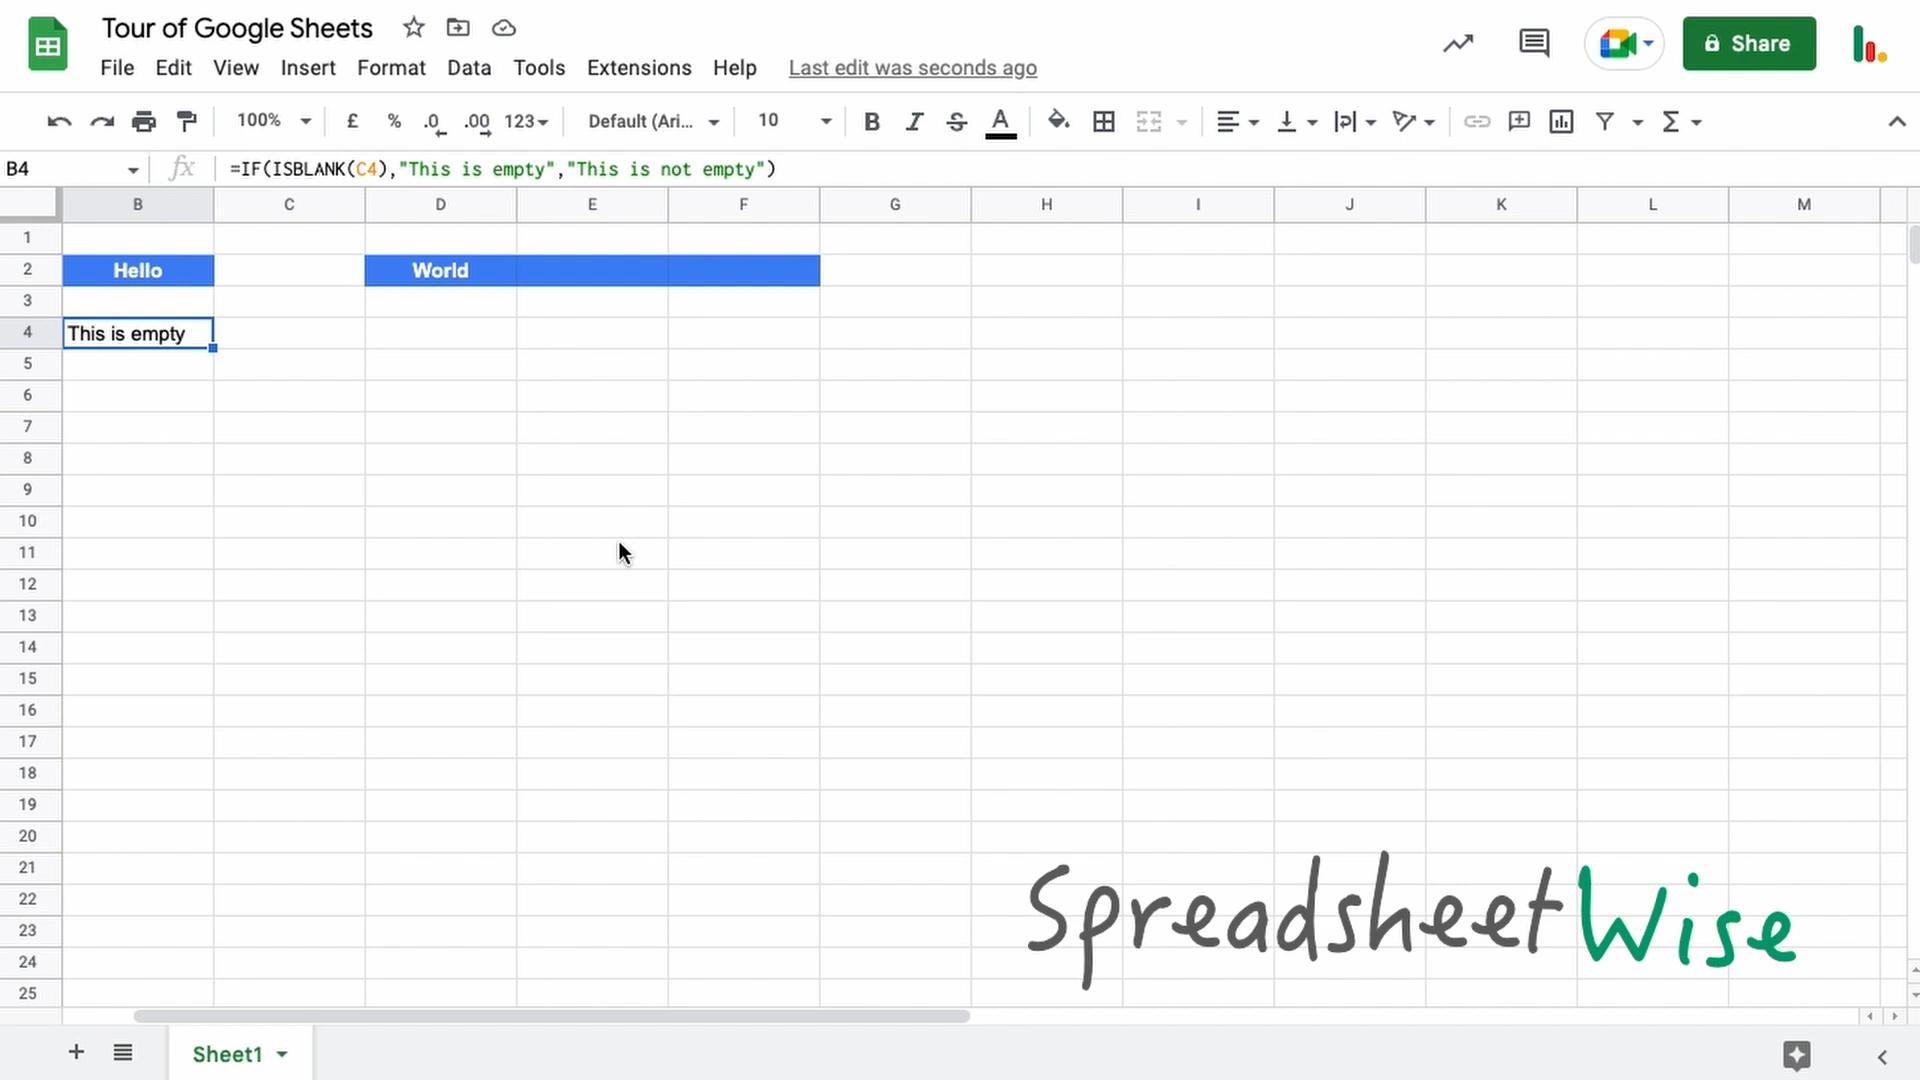 Tour of Google Sheets
File Edit View Insert Format Data Tools Extensions Help Last edit was seconds ago
Share
100% £ % .0 .00 123 Default (Ari... 10 B I S A Σ
B4 fx =IF(ISBLANK(C4),"This is empty","This is not empty")
B C D E F G H I J K L M
1
2 Hello World
3
4 This is empty
5
6
7
8
9
10
11
12
13
14
15
16
17
18
19
20
21
22
23
24
25
SpreadsheetWise
+ Sheet1